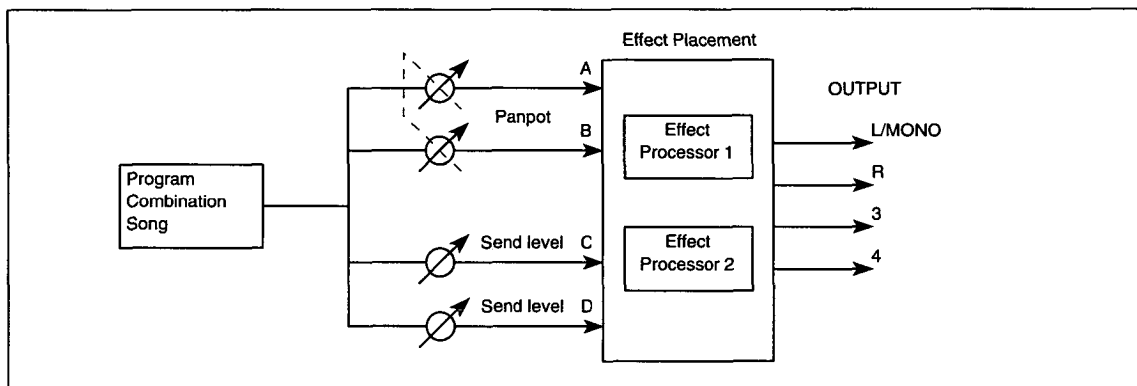 Effect Placement
A
OUTPUT
Panpot
B
Effect
Processor 1
L/MONO
Program
Combination
Song
R
3
Send level
C
Effect
Processor 2
4
Send level
D